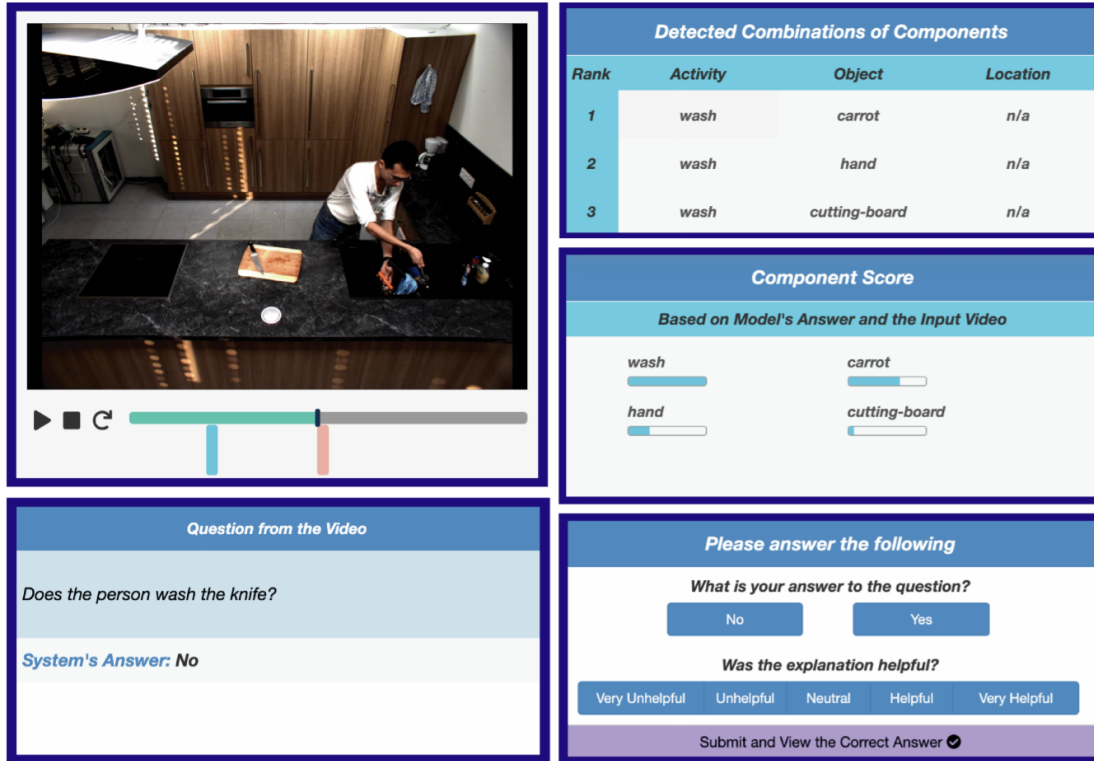 Question from the Video
Does the person wash the knife?
System's Answer: No
Detected Combinations of Components
Rank Activity Object Location
1 wash carrot n/a
2 wash hand n/a
3 wash cutting-board n/a
Component Score
Based on Model's Answer and the Input Video
wash carrot
hand cutting-board
Please answer the following
What is your answer to the question?
No Yes
Was the explanation helpful?
Very Unhelpful Unhelpful Neutral Helpful Very Helpful
Submit and View the Correct Answer